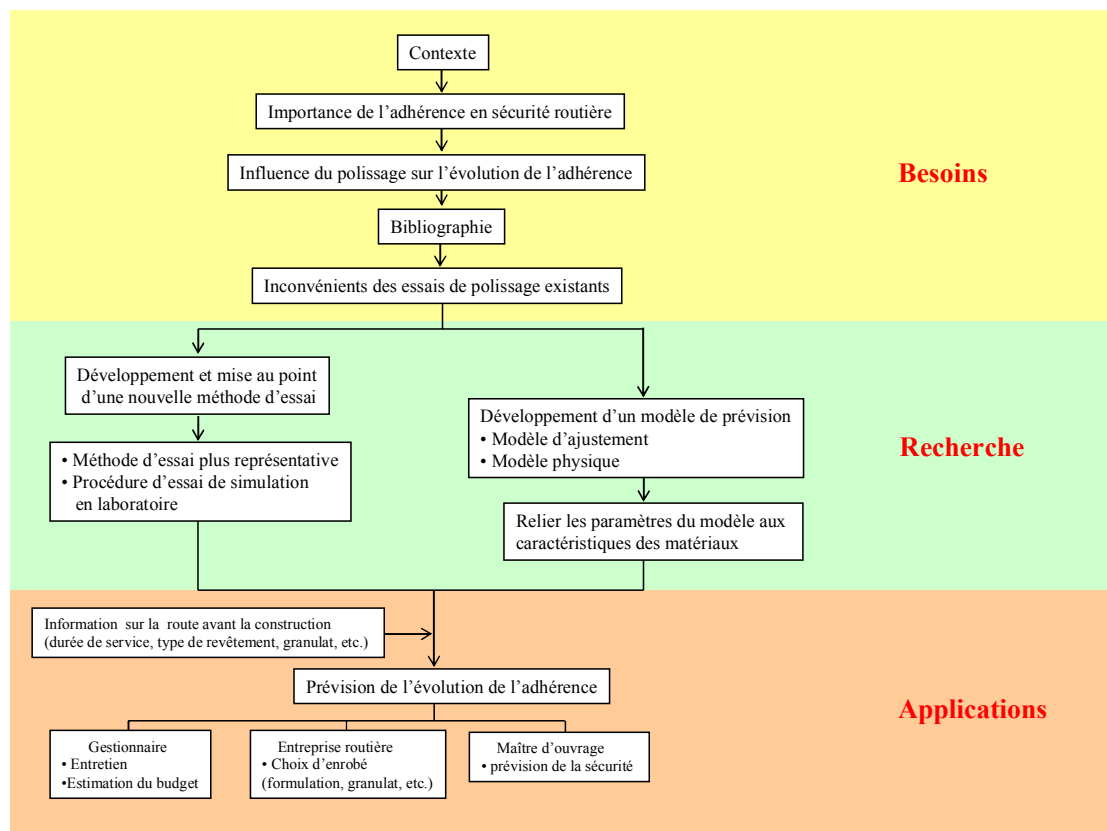 Contexte
Importance de l'adhérence en sécurité routière
Influence du polissage sur l'évolution de l'adhérence
Besoins
Bibliographie
Inconvénients des essais de polissage existants
Développement et mise au point
d'une nouvelle méthode d'essai
• Méthode d'essai plus représentative
• Procédure d'essai de simulation
en laboratoire
Développement d'un modèle de prévision
• Modèle d'ajustement
• Modèle physique
Relier les paramètres du modèle aux
caractéristiques des matériaux
Recherche
Information sur la route avant la construction
(durée de service, type de revêtement, granulat, etc.)
Prévision de l'évolution de l'adhérence
Applications
Gestionnaire
• Entretien
•Estimation du budget
Entreprise routière
• Choix d'enrobé
(formulation, granulat, etc.)
Maître d'ouvrage
• prévision de la sécurité